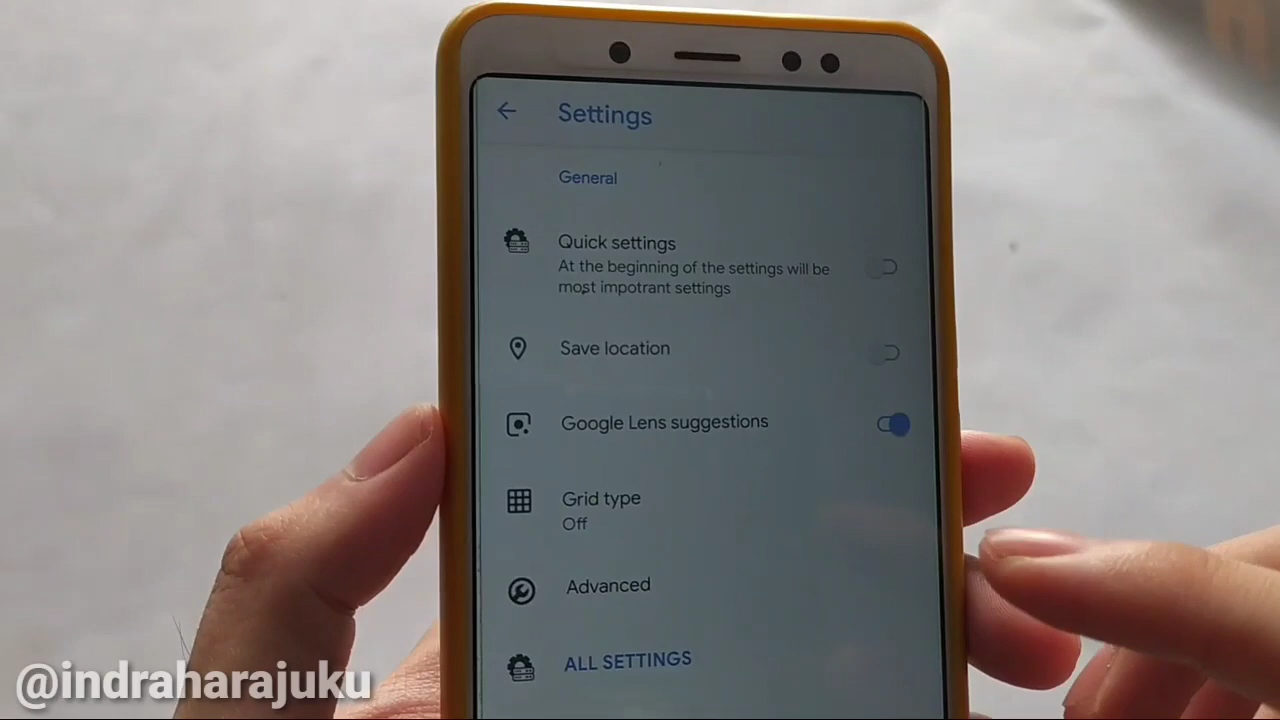 Settings
General
Quick settings
At the beginning of the settings will be
most impotrant settings
Save location
Google Lens suggestions
Grid type
Off
Advanced
ALL SETTINGS
@indraharajuku